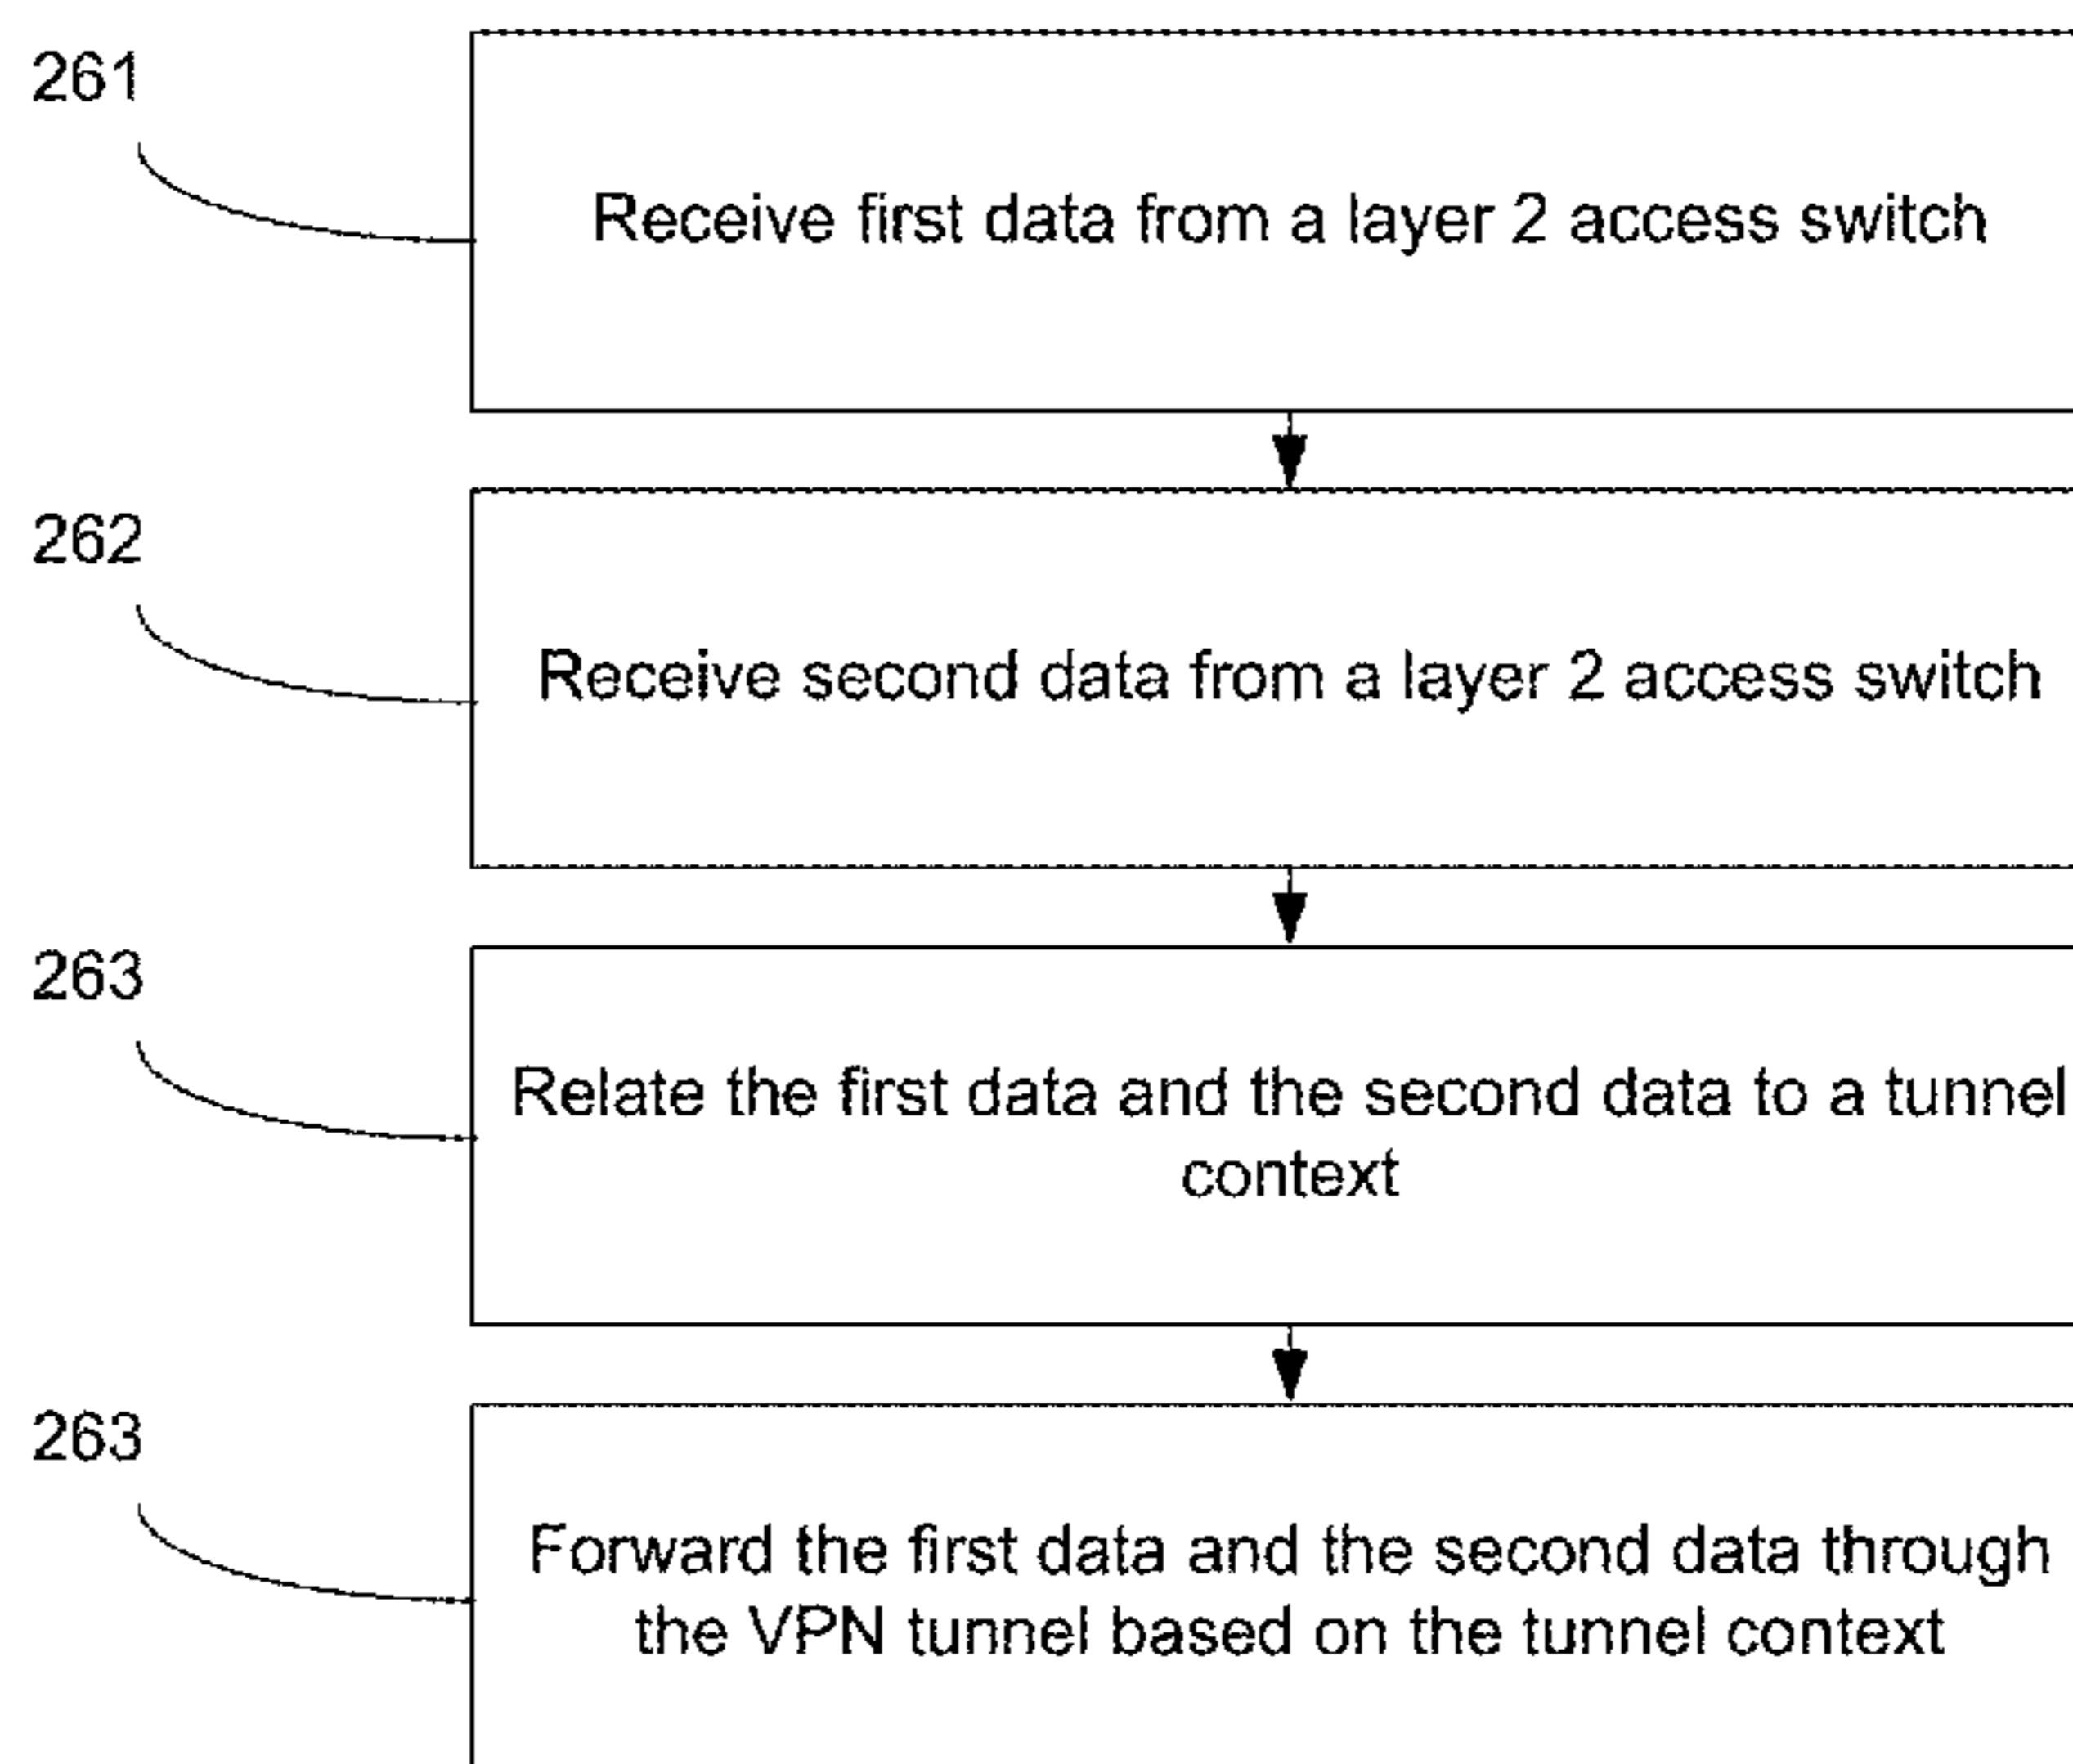 261
Receive first data from a layer 2 access switch
262
Receive second data from a layer 2 access switch
263
Relate the first data and the second data to a tunnel
context
263
Forward the first data and the second data through
the VPN tunnel based on the tunnel context